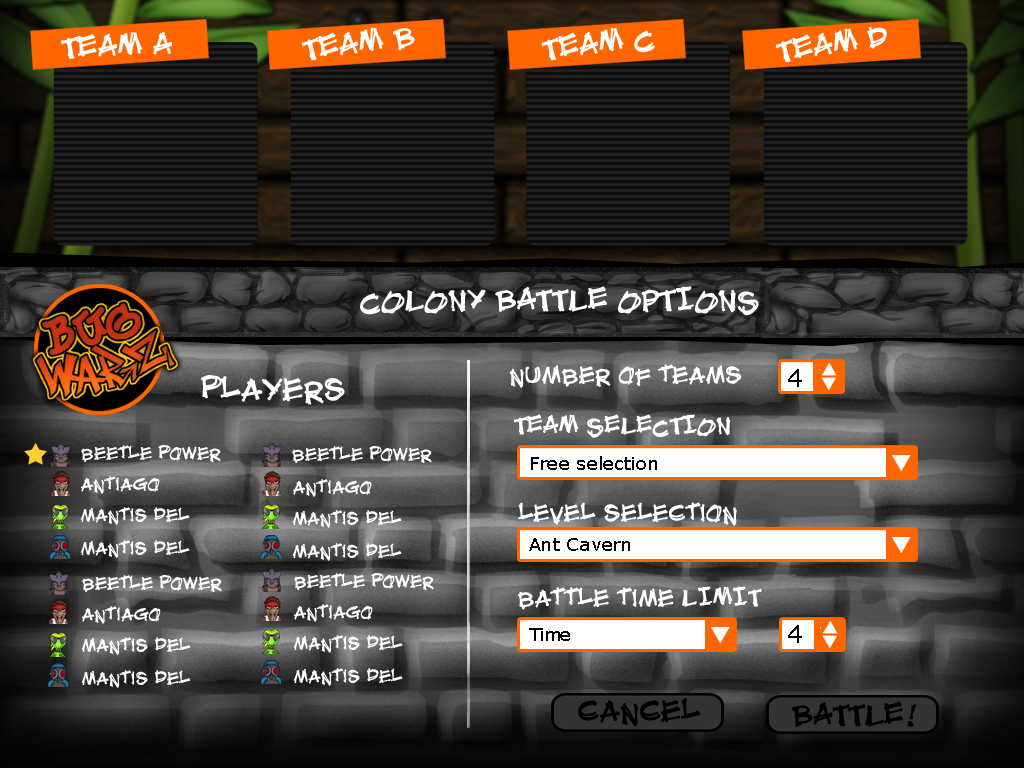 TEAM A
TEAM B
TEAM C
TEAM D
COLONY BATTLE OPTIONS
BUG
WARZ
PLAYERS
BEETLE POWER
ANTIAGO
MANTIS DEL
MANTIS DEL
BEETLE POWER
ANTIAGO
MANTIS DEL
MANTIS DEL
BEETLE POWER
ANTIAGO
MANTIS DEL
MANTIS DEL
BEETLE POWER
ANTIAGO
MANTIS DEL
MANTIS DEL
NUMBER OF TEAMS 4
TEAM SELECTION
Free selection
LEVEL SELECTION
Ant Cavern
BATTLE TIME LIMIT
Time 4
CANCEL
BATTLE!